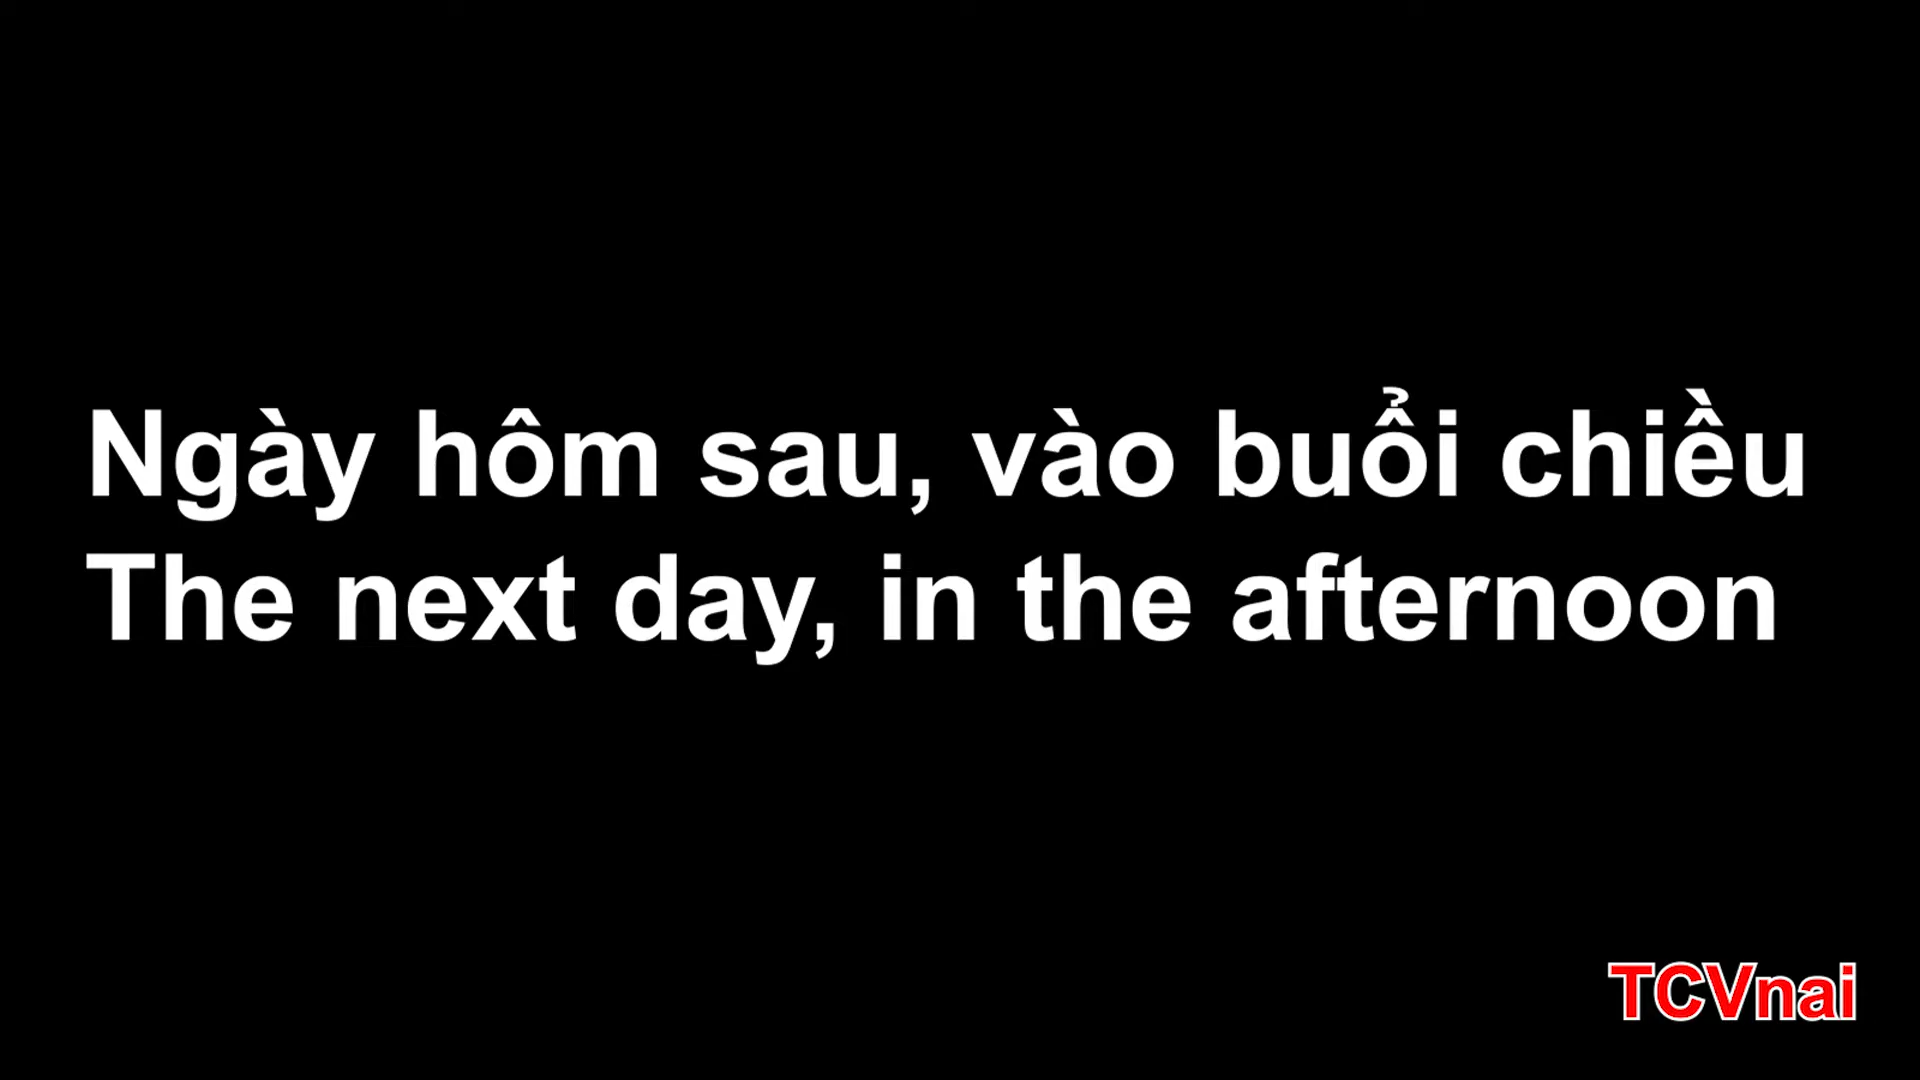 Ngày hôm sau, vào buổi chiều
The next day, in the afternoon
TCVnai